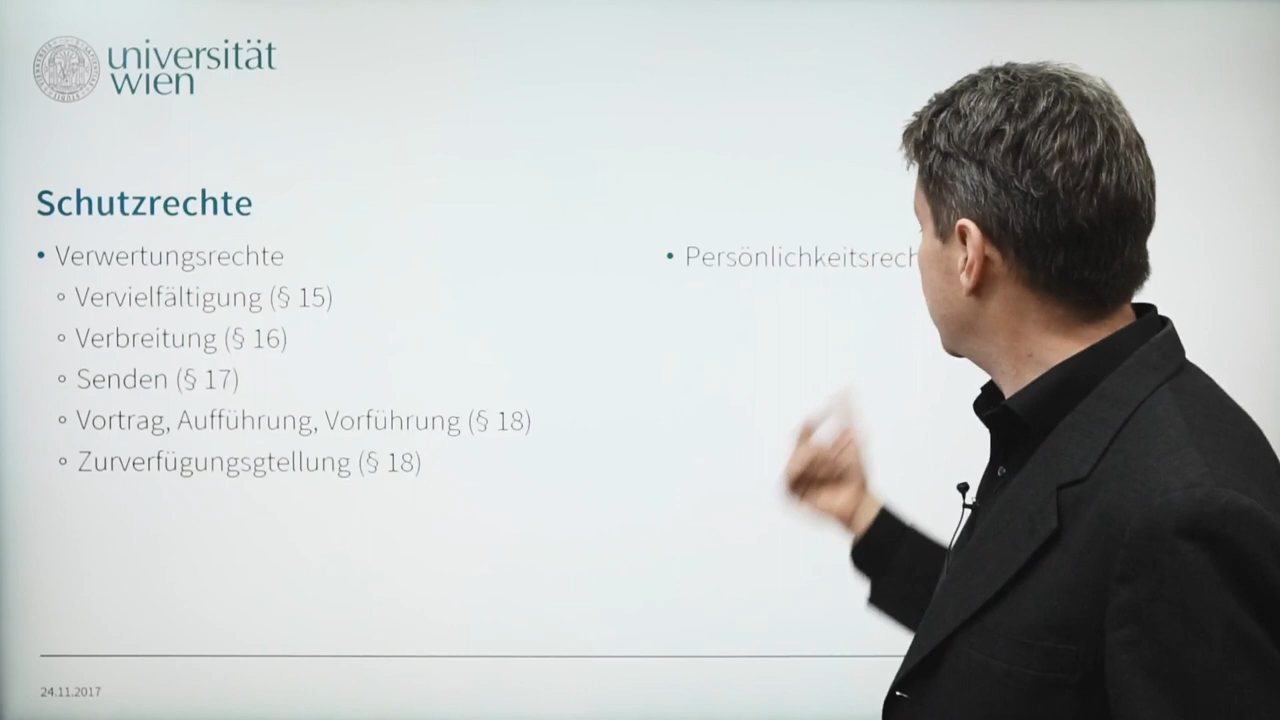 universität
wien
Schutzrechte
• Verwertungsrechte
◦ Vervielfältigung (§ 15)
◦ Verbreitung (§ 16)
◦ Senden (§ 17)
◦ Vortrag, Aufführung, Vorführung (§ 18)
◦ Zurverfügungsgtellung (§ 18)
• Persönlichkeitsrech
24.11.2017